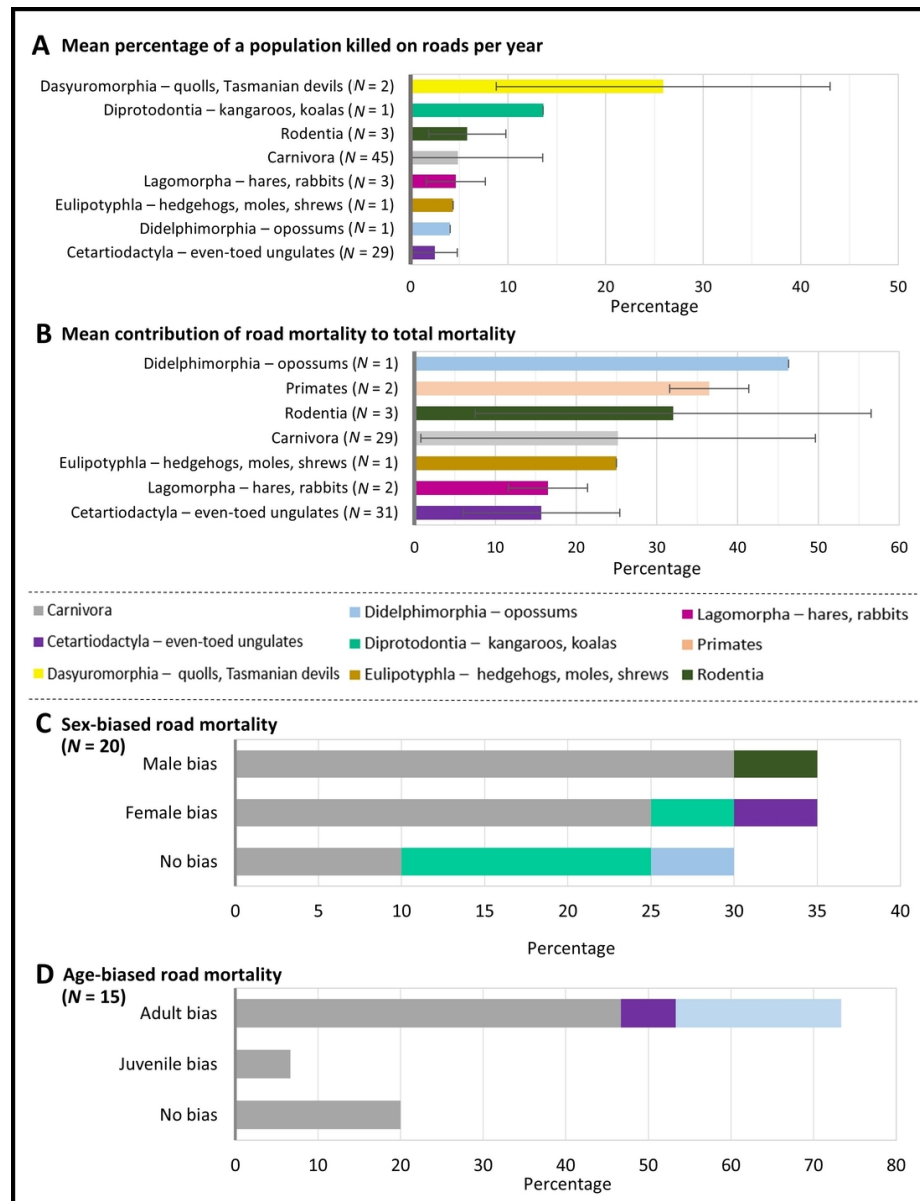 A Mean percentage of a population killed on roads per year
Dasyuromorphia – quolls, Tasmanian devils (N = 2)
Diprotodontia – kangaroos, koalas (N = 1)
Rodentia (N = 3)
Carnivora (N = 45)
Lagomorpha – hares, rabbits (N = 3)
Eulipotyphla – hedgehogs, moles, shrews (N = 1)
Didelphimorphia – opossums (N = 1)
Cetartiodactyla – even-toed ungulates (N = 29)
0 10 20 30 40 50
Percentage
B Mean contribution of road mortality to total mortality
Didelphimorphia – opossums (N = 1)
Primates (N = 2)
Rodentia (N = 3)
Carnivora (N = 29)
Eulipotyphla – hedgehogs, moles, shrews (N = 1)
Lagomorpha – hares, rabbits (N = 2)
Cetartiodactyla – even-toed ungulates (N = 31)
0 10 20 30 40 50 60
Percentage
Carnivora Didelphimorphia – opossums Lagomorpha – hares, rabbits
Cetartiodactyla – even-toed ungulates Diprotodontia – kangaroos, koalas Primates
Dasyuromorphia – quolls, Tasmanian devils Eulipotyphla – hedgehogs, moles, shrews Rodentia
C Sex-biased road mortality
(N = 20)
Male bias
Female bias
No bias
0 5 10 15 20 25 30 35 40
Percentage
D Age-biased road mortality
(N = 15)
Adult bias
Juvenile bias
No bias
0 10 20 30 40 50 60 70 80
Percentage